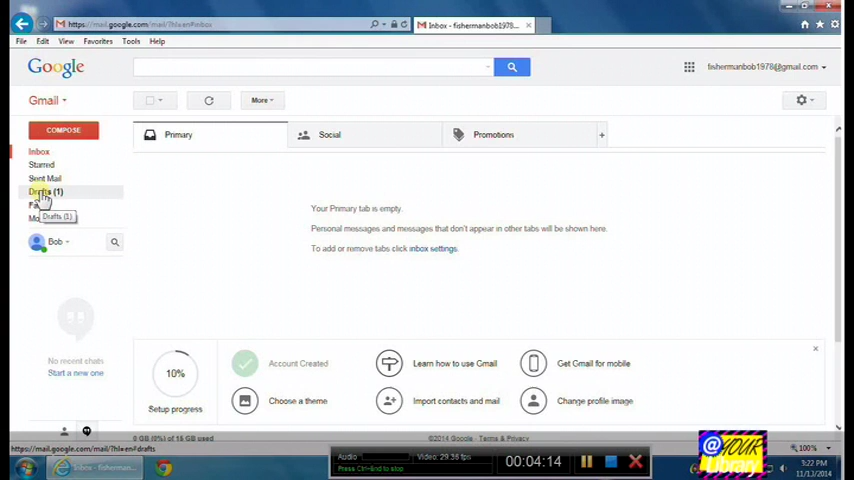 https://mail.google.com/mail/?hl=en#inbox
Inbox - fishermanbob1978...
File Edit View Favorites Tools Help
Google
fishermanbob1978@gmail.com
Gmail
More
COMPOSE
Primary
Social
Promotions
+
Inbox
Starred
Sent Mail
Drafts (1)
Drafts (1)
Bob
Your Primary tab is empty.
Personal messages and messages that don't appear in other tabs will be shown here.
To add or remove tabs click inbox settings.
No recent chats
Start a new one
10%
Setup progress
Account Created
Learn how to use Gmail
Get Gmail for mobile
Choose a theme
Import contacts and mail
Change profile image
0 GB (0%) of 15 GB used
©2014 Google - Terms & Privacy
https://mail.google.com/mail/?hl=en#drafts
100%
Inbox - fisherman...
Audio
Video: 29.36 fps
Press Ctrl-End to stop
00:04:14
@YOUR
Library
3:22 PM
11/13/2014